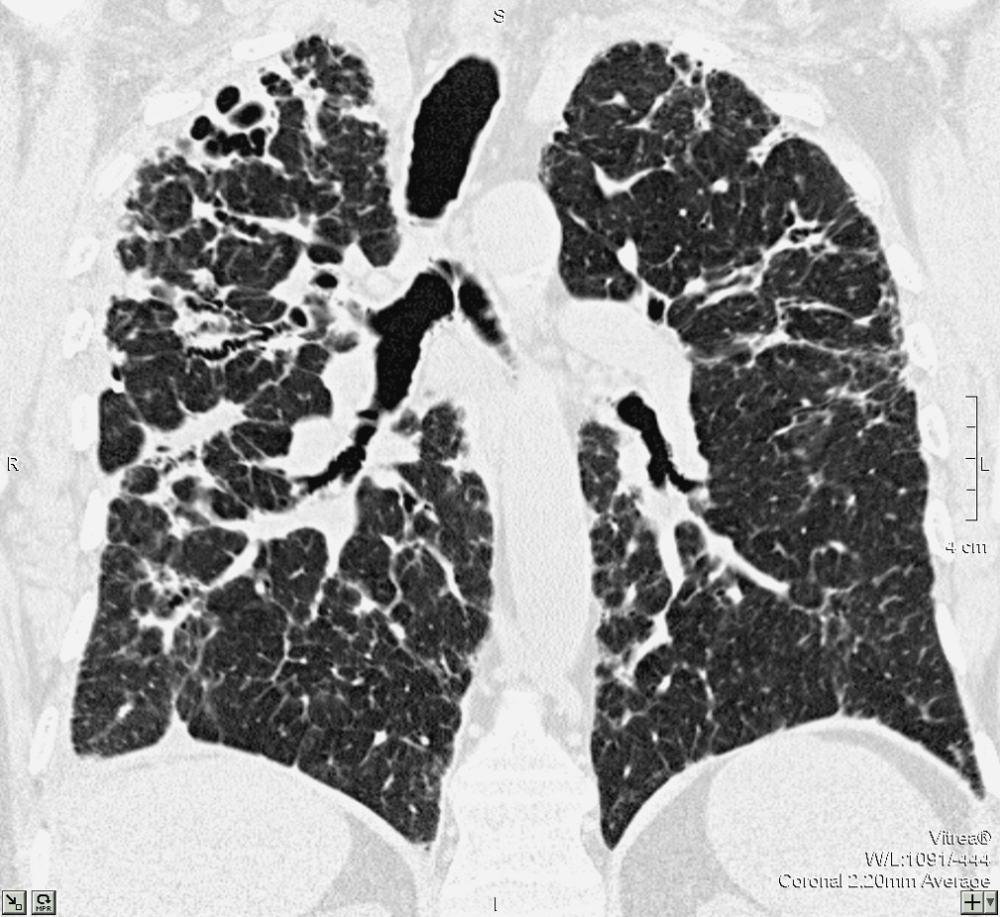 S
R
L
4 cm
Vitrea®
W/L:1091/-444
Coronal 2.20mm Average
MPR
I